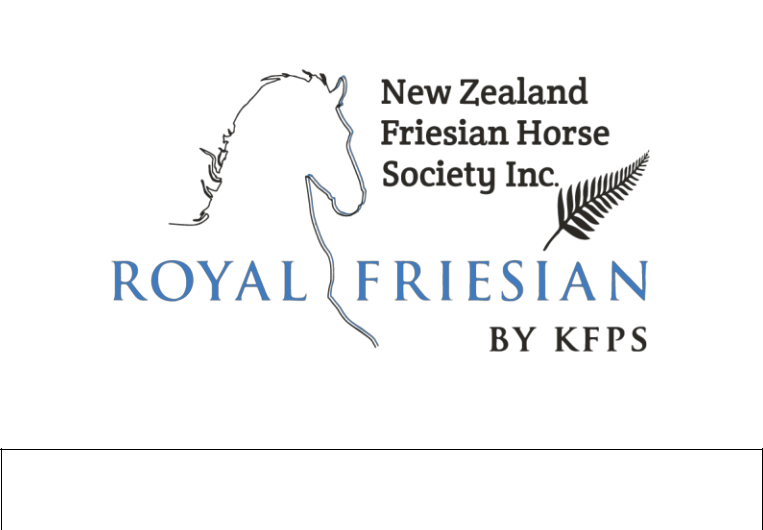 New Zealand
Friesian Horse
Society Inc.
ROYAL FRIESIAN
BY KFPS